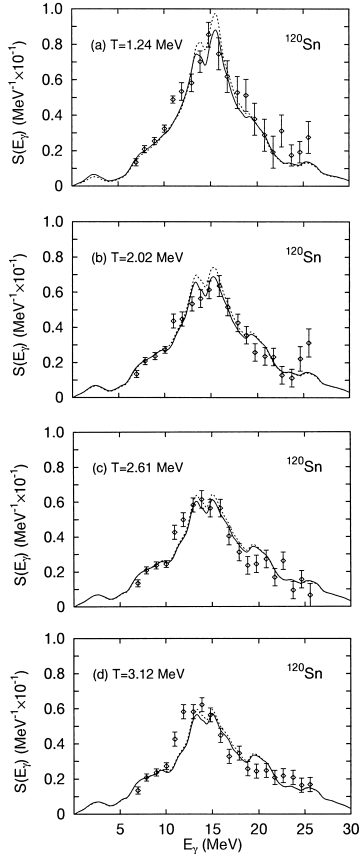 1.0
(a) T=1.24 MeV
¹²⁰Sn
0.8
0.6
0.4
0.2
0
S(Eᵧ) (MeV⁻¹×10⁻¹)
1.0
(b) T=2.02 MeV
¹²⁰Sn
0.8
0.6
0.4
0.2
0
S(Eᵧ) (MeV⁻¹×10⁻¹)
1.0
(c) T=2.61 MeV
¹²⁰Sn
0.8
0.6
0.4
0.2
0
S(Eᵧ) (MeV⁻¹×10⁻¹)
1.0
(d) T=3.12 MeV
¹²⁰Sn
0.8
0.6
0.4
0.2
0
S(Eᵧ) (MeV⁻¹×10⁻¹)
5 10 15 20 25 30
Eᵧ (MeV)